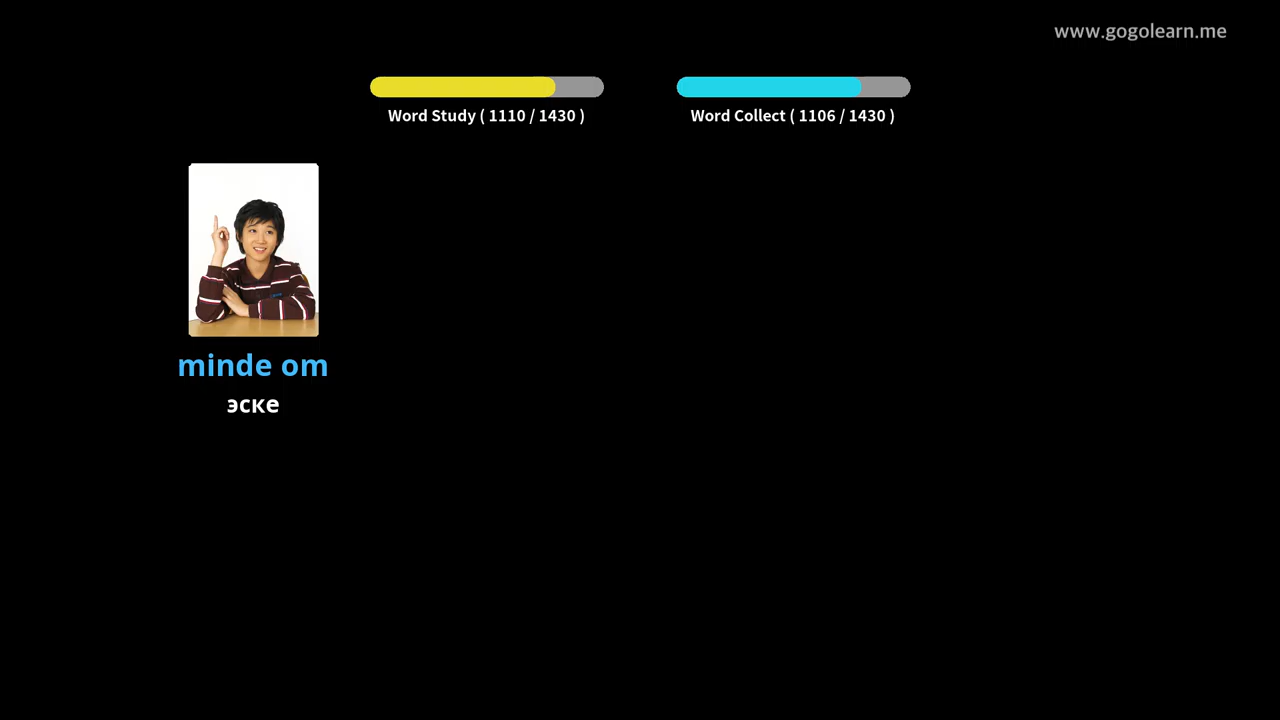 www.gogolearn.me
Word Study ( 1110 / 1430 )
Word Collect ( 1106 / 1430 )
minde om
эске